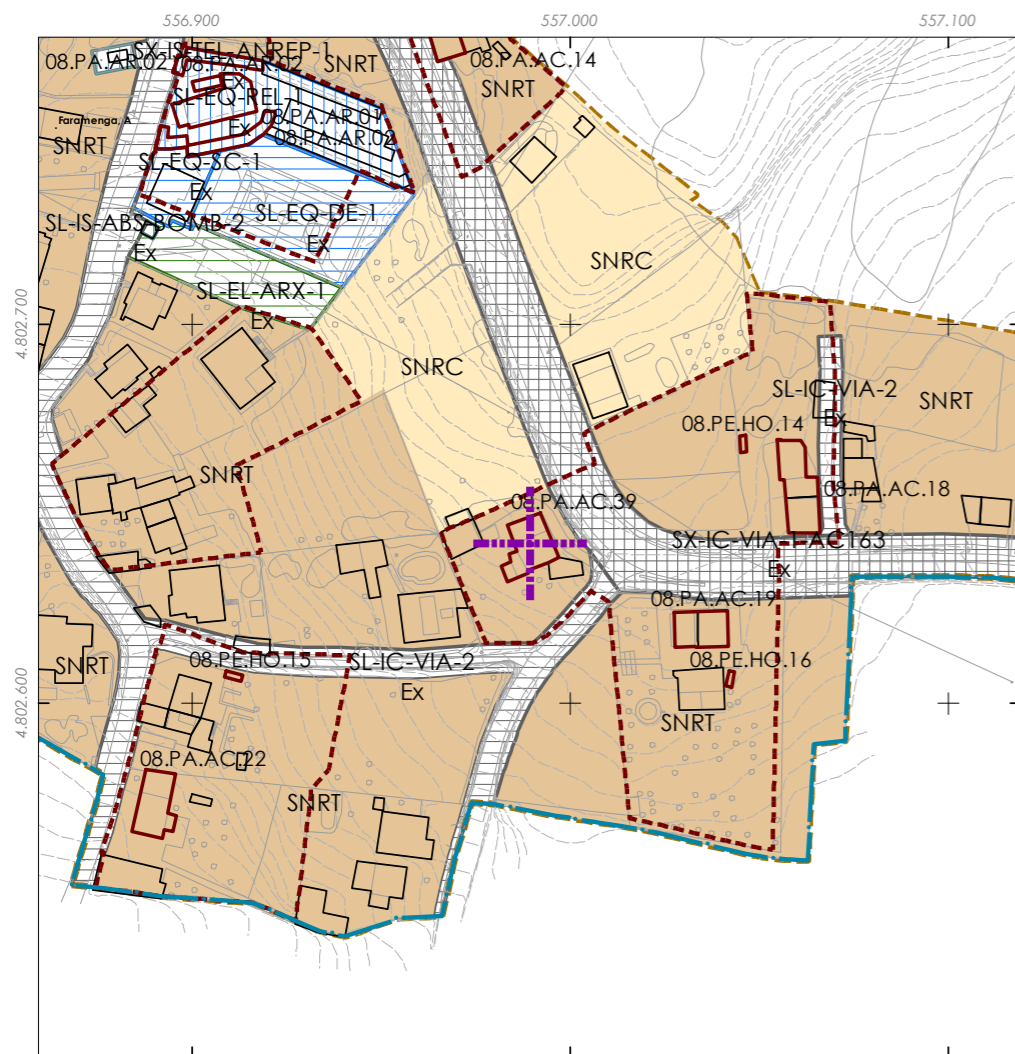 556.900
557.000
557.100
SX-IS-TEL-ANREP-1
08.PA.AR.02
08.PA.AR.02
Ex
SNRT
08.PA.AC.14
SNRT
SL-EQ-REL-1
Ex
08.PA.AR.01
08.PA.AR.02
Faramenga, A
SNRT
SL-EQ-SC-1
Ex
SL-IS-ABS-BOMB-2
Ex
SL-EQ-DE-1
Ex
SNRC
SL-EL-ARX-1
Ex
4.802.700
SNRC
SL-IC-VIA-2
Ex
SNRT
08.PE.HO.14
SNRT
08.PA.AC.39
08.PA.AC.18
SX-IC-VIA-1-AC163
Ex
08.PA.AC.19
08.PE.HO.15
SL-IC-VIA-2
Ex
08.PE.HO.16
SNRT
SNRT
4.802.600
08.PA.AC.22
SNRT